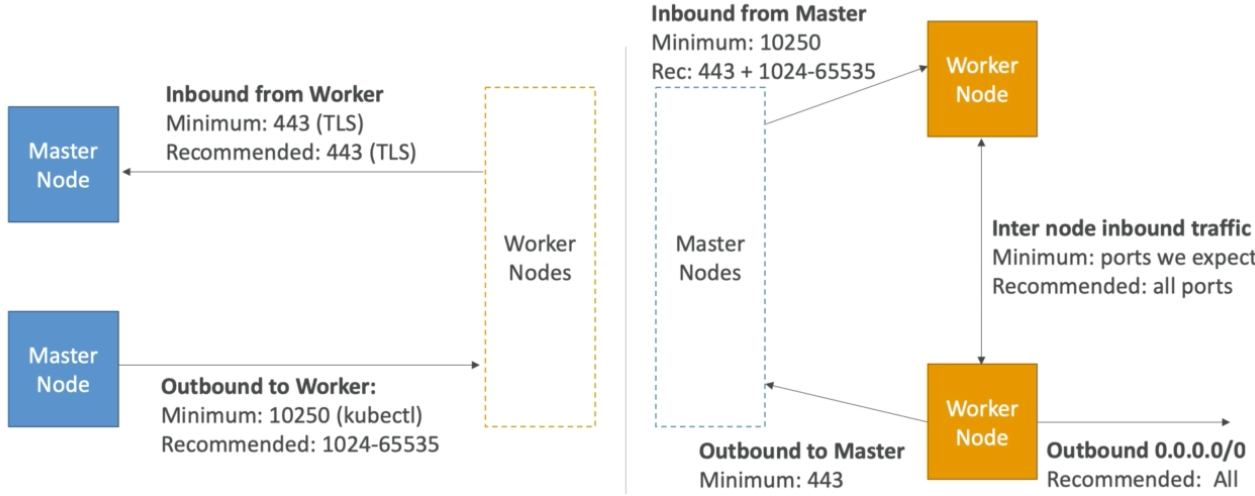 Inbound from Worker
Minimum: 443 (TLS)
Recommended: 443 (TLS)
Master
Node
Worker
Nodes
Master
Node
Outbound to Worker:
Minimum: 10250 (kubectl)
Recommended: 1024-65535
Inbound from Master
Minimum: 10250
Rec: 443 + 1024-65535
Worker
Node
Master
Nodes
Inter node inbound traffic
Minimum: ports we expect
Recommended: all ports
Worker
Node
Outbound to Master
Minimum: 443
Outbound 0.0.0.0/0
Recommended: All